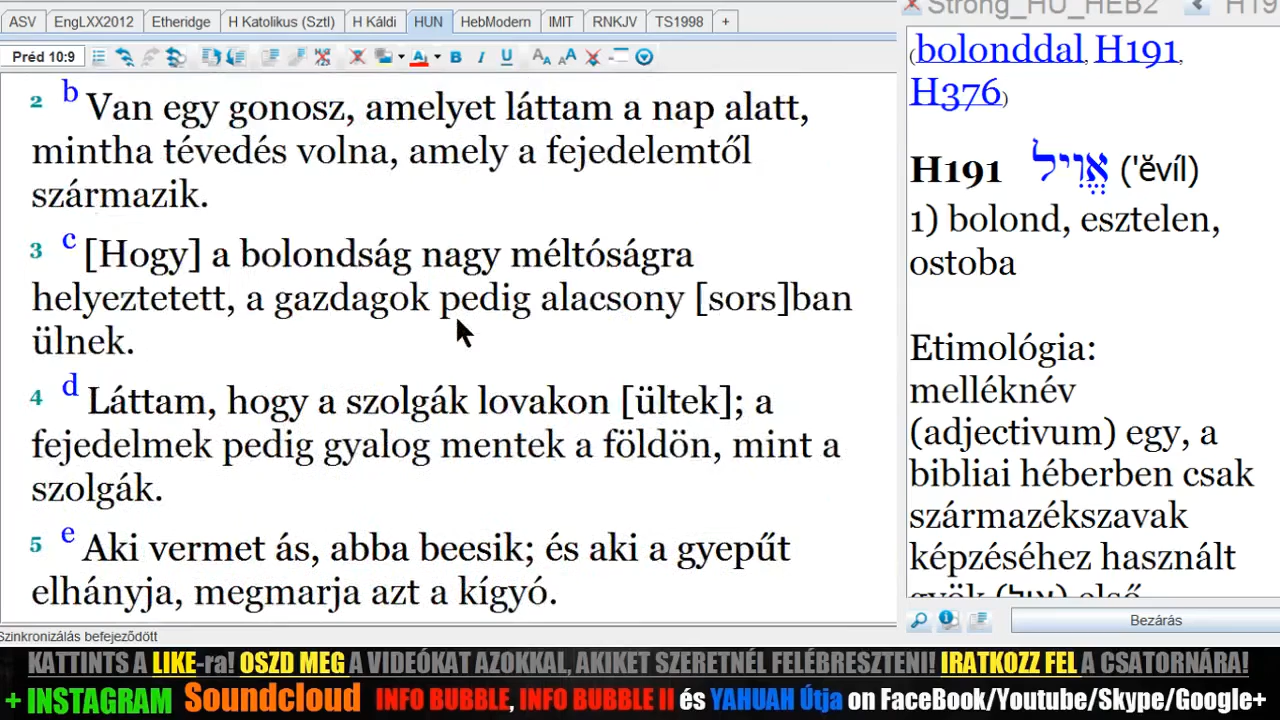 ASV EngLXX2012 Etheridge H Katolikus (Sztl) H Káldi HUN HebModern IMIT RNKJV TS1998 +
Préd 10:9
2 b Van egy gonosz, amelyet láttam a nap alatt,
mintha tévedés volna, amely a fejedelemtől
származik.
3 c [Hogy] a bolondság nagy méltóságra
helyeztetett, a gazdagok pedig alacsony [sors]ban
ülnek.
4 d Láttam, hogy a szolgák lovakon [ültek]; a
fejedelmek pedig gyalog mentek a földön, mint a
szolgák.
5 e Aki vermet ás, abba beesik; és aki a gyepűt
elhányja, megmarja azt a kígyó.
Szinkronizálás befejeződött
Strong_HU_HEB2 H19
(bolonddal, H191,
H376)
H191 אֱוִיל ('ĕvíl)
1) bolond, esztelen,
ostoba
Etimológia:
melléknév
(adjectivum) egy, a
bibliai héberben csak
származékszavak
képzéséhez használt
gyök (אול) első
Bezárás
KATTINTS A LIKE-ra! OSZD MEG A VIDEÓKAT AZOKKAL, AKIKET SZERETNÉL FELÉBRESZTENI! IRATKOZZ FEL A CSATORNÁRA!
+ INSTAGRAM Soundcloud INFO BUBBLE, INFO BUBBLE II és YAHUAH Útja on FaceBook/Youtube/Skype/Google+